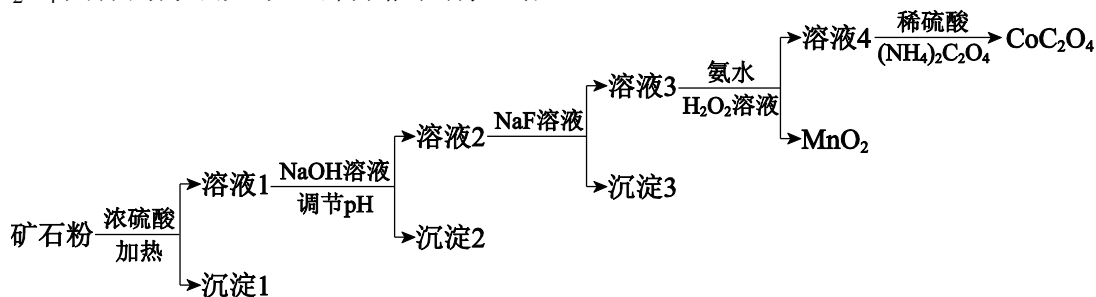 稀硫酸
溶液4
CoC₂O₄
(NH₄)₂C₂O₄
氨水
溶液3
H₂O₂溶液
NaF溶液
溶液2
MnO₂
NaOH溶液
溶液1
沉淀3
调节pH
浓硫酸
矿石粉
沉淀2
加热
沉淀1